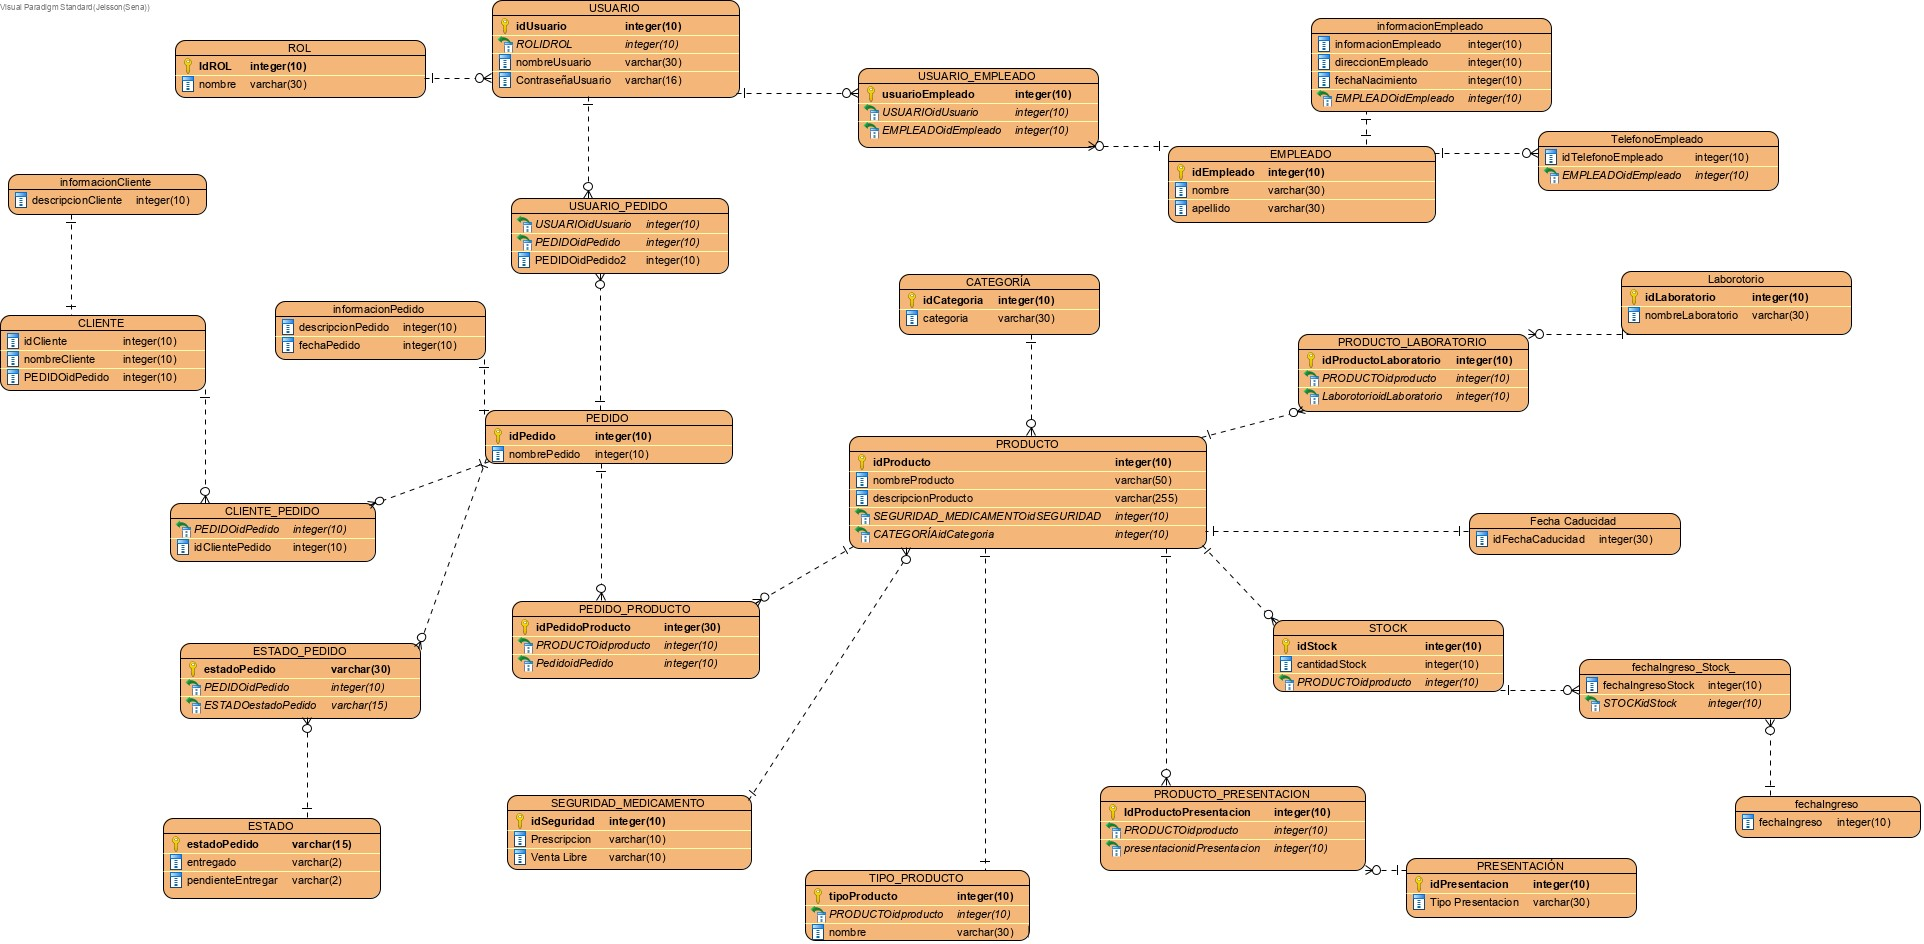 Visual Paradigm Standard(Jeisson(Sena))
USUARIO
idUsuario integer(10)
ROLIDROL integer(10)
nombreUsuario varchar(30)
ContraseñaUsuario varchar(16)
ROL
IdROL integer(10)
nombre varchar(30)
USUARIO_EMPLEADO
usuarioEmpleado integer(10)
USUARIOidUsuario integer(10)
EMPLEADOidEmpleado integer(10)
informacionEmpleado
informacionEmpleado integer(10)
direccionEmpleado integer(10)
fechaNacimiento integer(10)
EMPLEADOidEmpleado integer(10)
TelefonoEmpleado
idTelefonoEmpleado integer(10)
EMPLEADOidEmpleado integer(10)
EMPLEADO
idEmpleado integer(10)
nombre varchar(30)
apellido varchar(30)
informacionCliente
descripcionCliente integer(10)
USUARIO_PEDIDO
USUARIOidUsuario integer(10)
PEDIDOidPedido integer(10)
PEDIDOidPedido2 integer(10)
CLIENTE
idCliente integer(10)
nombreCliente integer(10)
PEDIDOidPedido integer(10)
informacionPedido
descripcionPedido integer(10)
fechaPedido integer(10)
CATEGORÍA
idCategoria integer(10)
categoria varchar(30)
Laborotorio
idLaboratorio integer(10)
nombreLaboratorio varchar(30)
PRODUCTO_LABORATORIO
idProductoLaboratorio integer(10)
PRODUCTOidproducto integer(10)
LaborotorioidLaboratorio integer(10)
PEDIDO
idPedido integer(10)
nombrePedido integer(10)
PRODUCTO
idProducto integer(10)
nombreProducto varchar(50)
descripcionProducto varchar(255)
SEGURIDAD_MEDICAMENTOidSEGURIDAD integer(10)
CATEGORÍAidCategoria integer(10)
CLIENTE_PEDIDO
PEDIDOidPedido integer(10)
idClientePedido integer(10)
Fecha Caducidad
idFechaCaducidad integer(30)
PEDIDO_PRODUCTO
idPedidoProducto integer(30)
PRODUCTOidproducto integer(10)
PedidoidPedido integer(10)
STOCK
idStock integer(10)
cantidadStock integer(10)
PRODUCTOidproducto integer(10)
ESTADO_PEDIDO
estadoPedido varchar(30)
PEDIDOidPedido integer(10)
ESTADOestadoPedido varchar(15)
fechaIngreso_Stock_
fechaIngresoStock integer(10)
STOCKidStock integer(10)
SEGURIDAD_MEDICAMENTO
idSeguridad integer(10)
Prescripcion varchar(10)
Venta Libre varchar(10)
PRODUCTO_PRESENTACION
IdProductoPresentacion integer(10)
PRODUCTOidproducto integer(10)
presentacionidPresentacion integer(10)
fechaIngreso
fechaIngreso integer(10)
ESTADO
estadoPedido varchar(15)
entregado varchar(2)
pendienteEntregar varchar(2)
TIPO_PRODUCTO
tipoProducto integer(10)
PRODUCTOidproducto integer(10)
nombre varchar(30)
PRESENTACIÓN
idPresentacion integer(10)
Tipo Presentacion varchar(30)